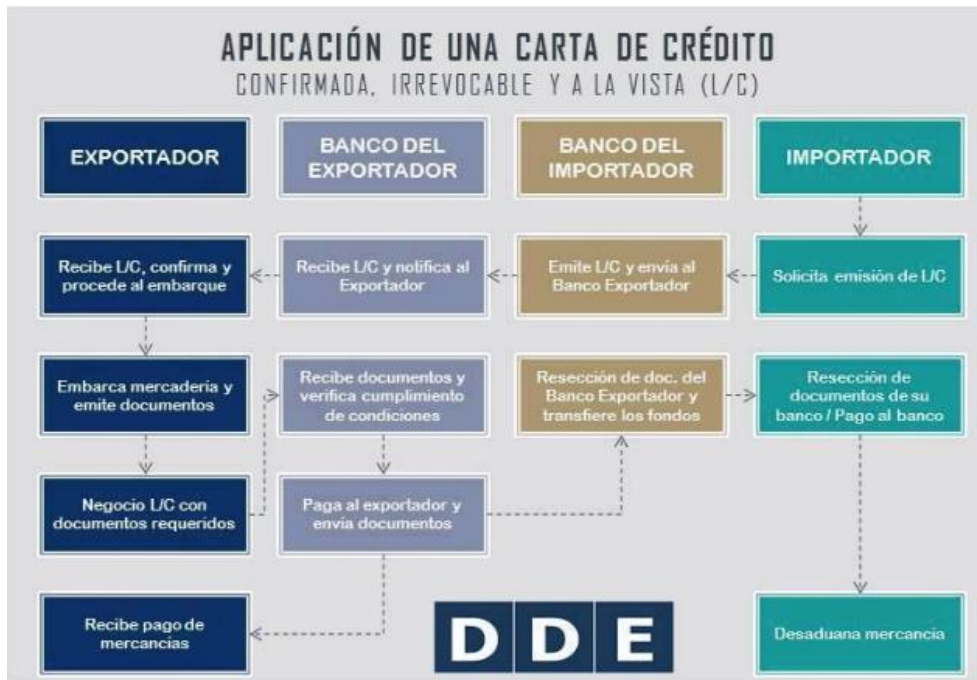 APLICACIÓN DE UNA CARTA DE CRÉDITO
CONFIRMADA, IRREVOCABLE Y A LA VISTA (L/C)
EXPORTADOR
BANCO DEL
EXPORTADOR
BANCO DEL
IMPORTADOR
IMPORTADOR
Recibe L/C, confirma y
procede al embarque
Recibe L/C y notifica al
Exportador
Emite L/C y envía al
Banco Exportador
Solicita emisión de L/C
Embarca mercadería y
emite documentos
Recibe documentos y
verifica cumplimiento
de condiciones
Resección de doc. del
Banco Exportador y
transfiere los fondos
Resección de
documentos de su
banco / Pago al banco
Negocio L/C con
documentos requeridos
Paga al exportador y
envía documentos
Recibe pago de
mercancías
DDE
Desaduana mercancía